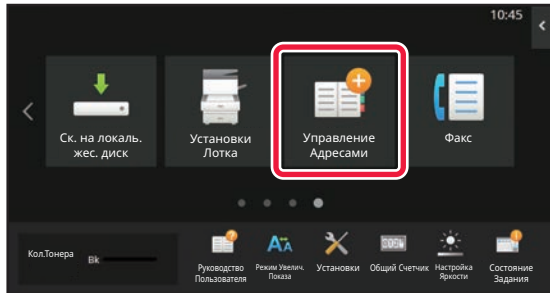 10:45
Ск. на локаль.
жес. диск
Установки
Лотка
Управление
Адресами
Факс
Кол.Тонера
Bk
Руководство
Пользователя
Режим Увелич.
Показа
Установки
Общий Счетчик
Настройка
Яркости
Состояние
Задания